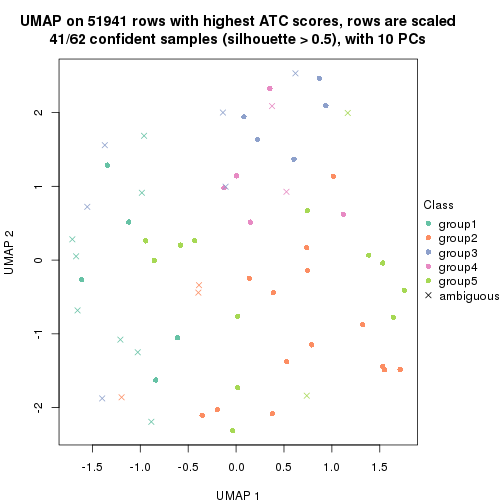 UMAP on 51941 rows with highest ATC scores, rows are scaled
41/62 confident samples (silhouette > 0.5), with 10 PCs
UMAP 2
2
1
0
-1
-2
-1.5
-1.0
-0.5
0.0
0.5
1.0
1.5
UMAP 1
Class
group1
group2
group3
group4
group5
ambiguous